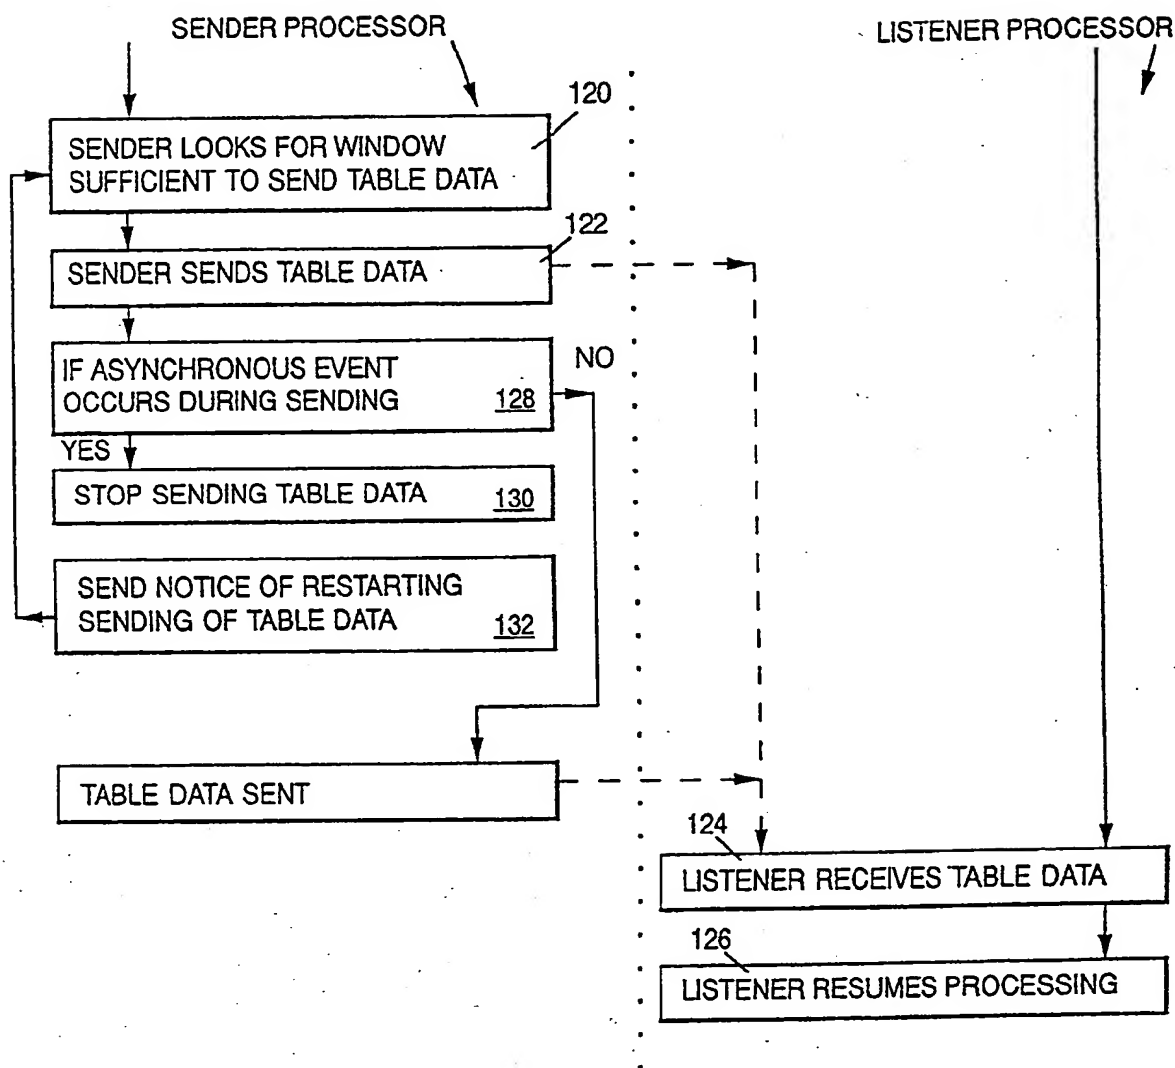 SENDER PROCESSOR
LISTENER PROCESSOR
120
SENDER LOOKS FOR WINDOW
SUFFICIENT TO SEND TABLE DATA
122
SENDER SENDS TABLE DATA
IF ASYNCHRONOUS EVENT
OCCURS DURING SENDING 128
NO
YES
STOP SENDING TABLE DATA 130
SEND NOTICE OF RESTARTING
SENDING OF TABLE DATA 132
TABLE DATA SENT
124
LISTENER RECEIVES TABLE DATA
126
LISTENER RESUMES PROCESSING